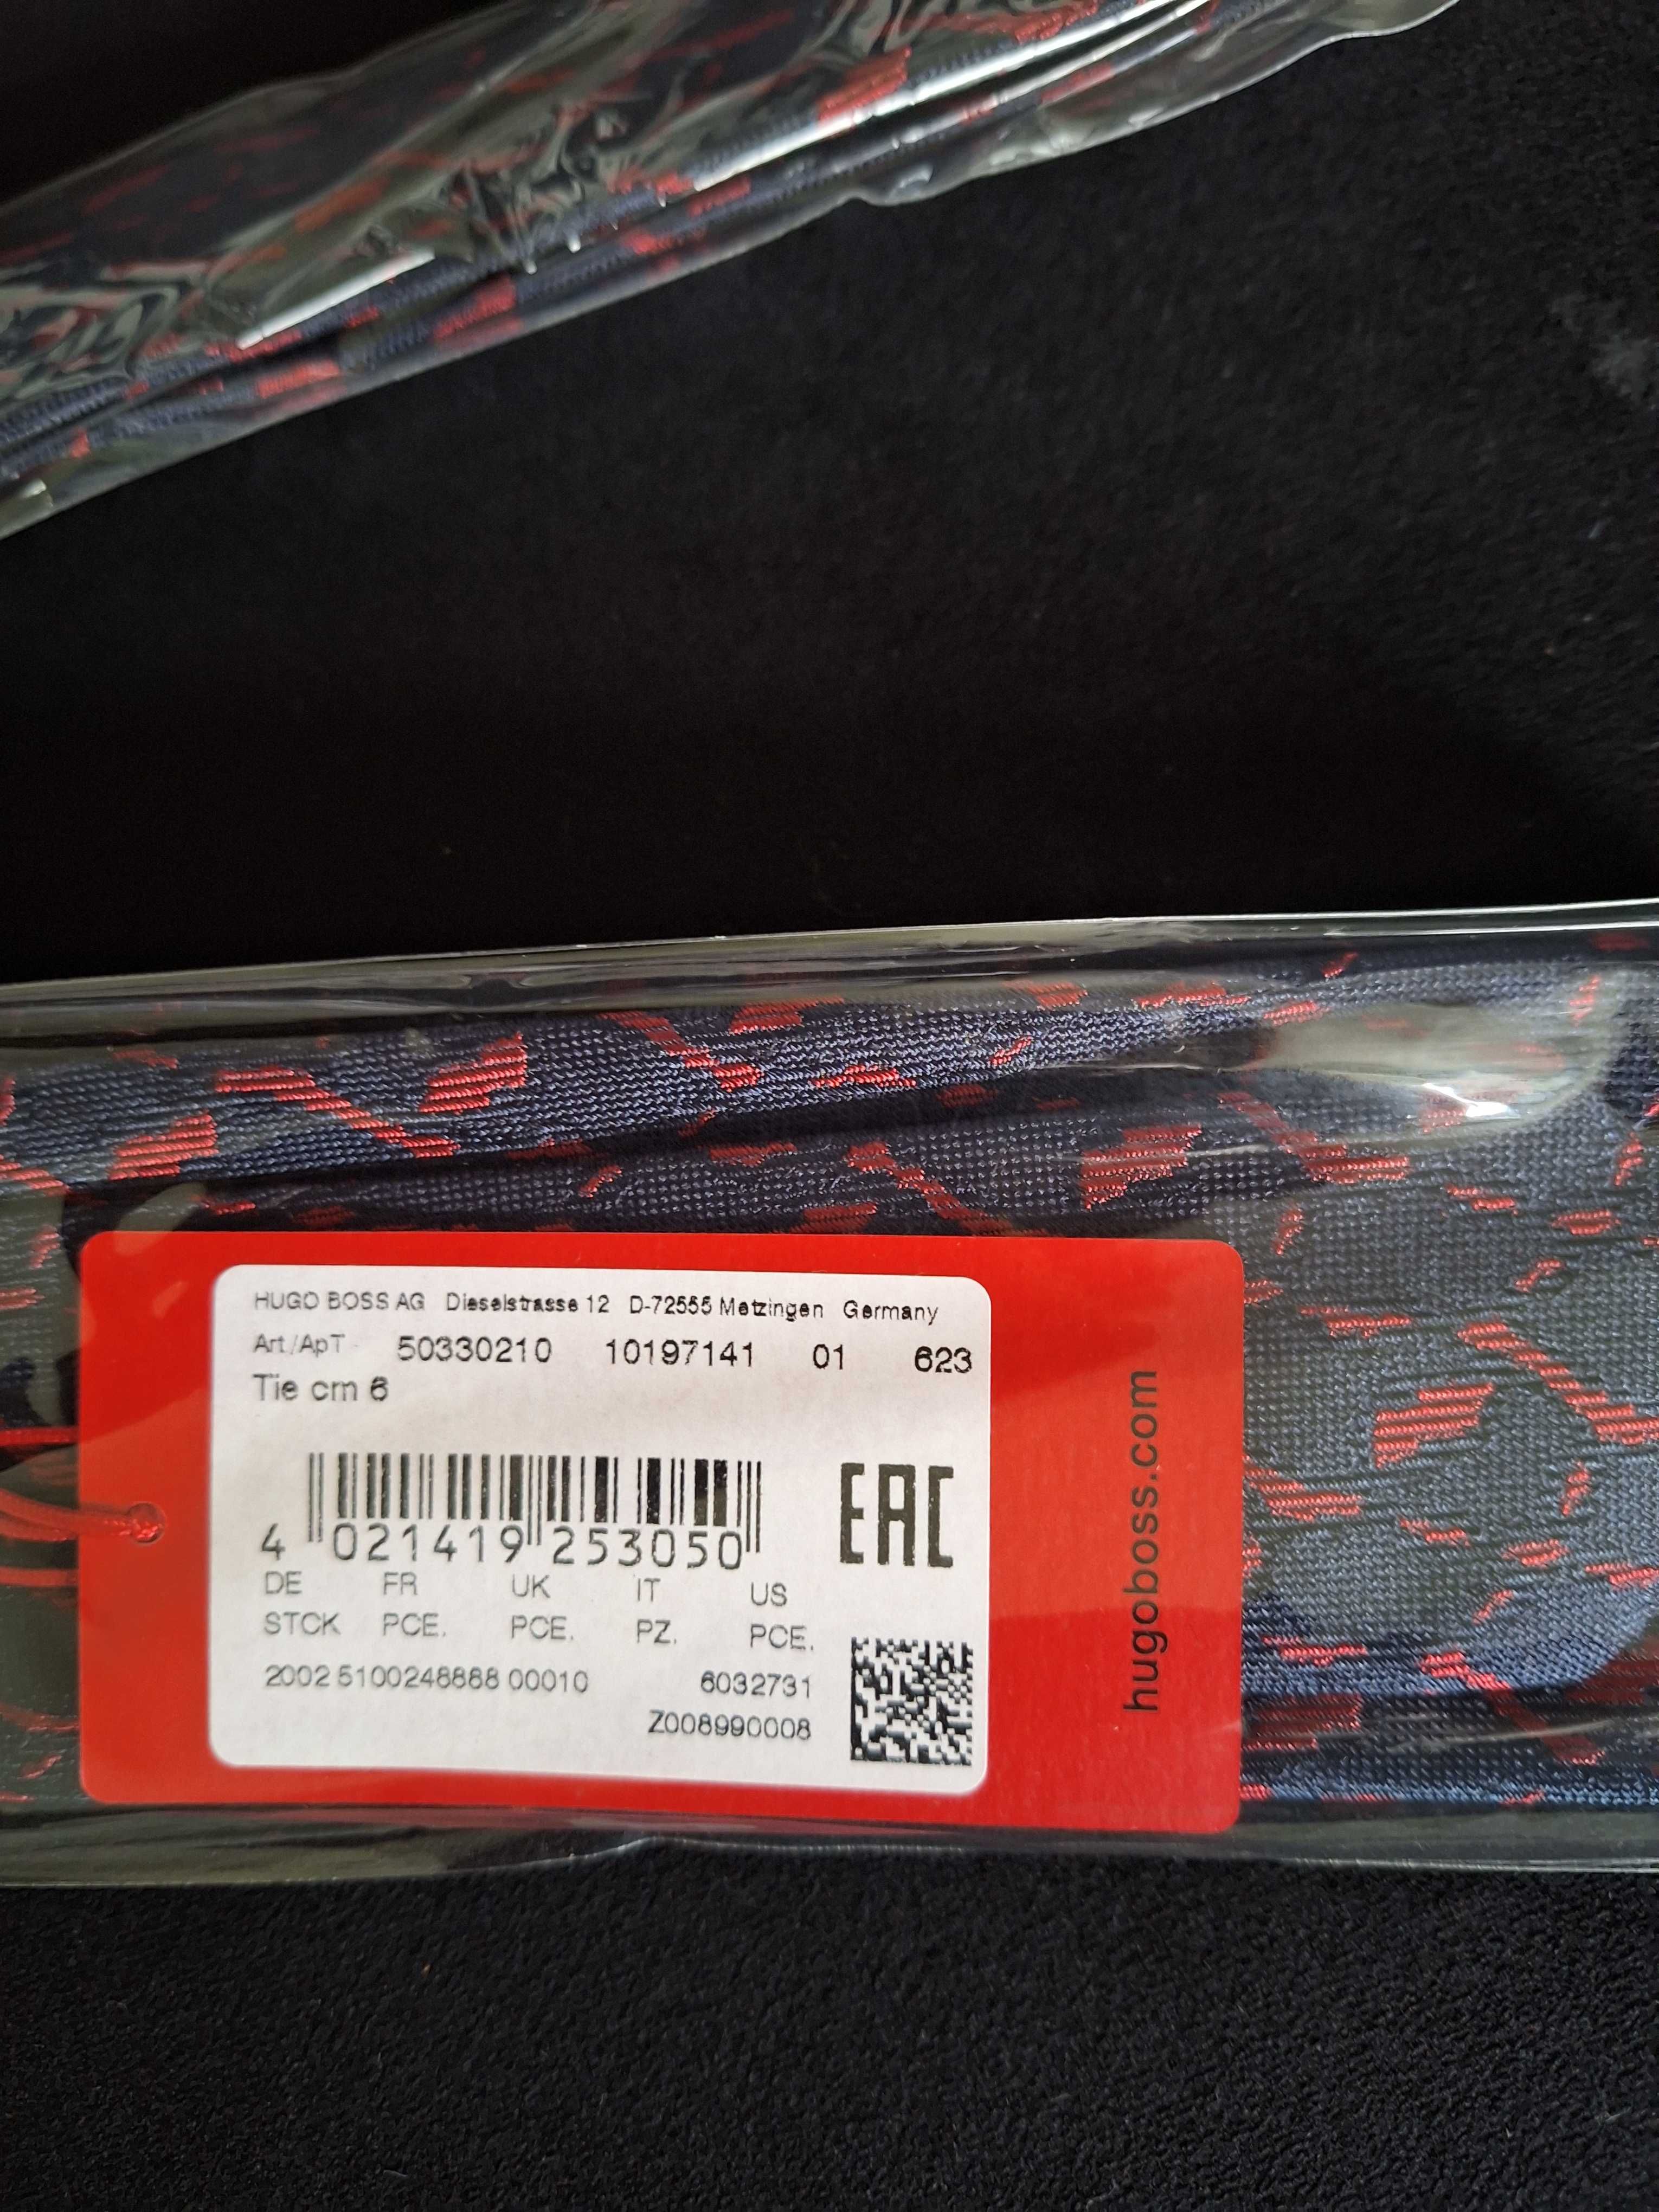 HUGO BOSS AG Dieselstrasse 12 D-72555 Metzingen Germany
Art./ApT - 50330210 10197141 01 623
Tie cm 6
4 021419 253050
EAC
DE FR UK IT US
STCK PCE. PCE. PZ. PCE.
2002 5100248888 00010 6032731
Z008990008
hugoboss.com